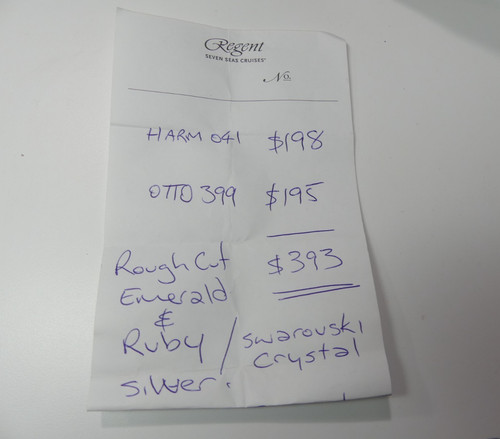 Regent
SEVEN SEAS CRUISES
No.
HARM 041 $198
OTTO 399 $195
Rough Cut $393
Emerald
&
Ruby / Swarovski
Crystal
Silver.